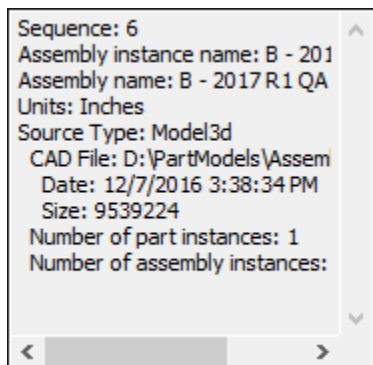 Sequence: 6
Assembly instance name: B - 201
Assembly name: B - 2017 R1 QA
Units: Inches
Source Type: Model3d
CAD File: D:\PartModels\Assem
Date: 12/7/2016 3:38:34 PM
Size: 9539224
Number of part instances: 1
Number of assembly instances: